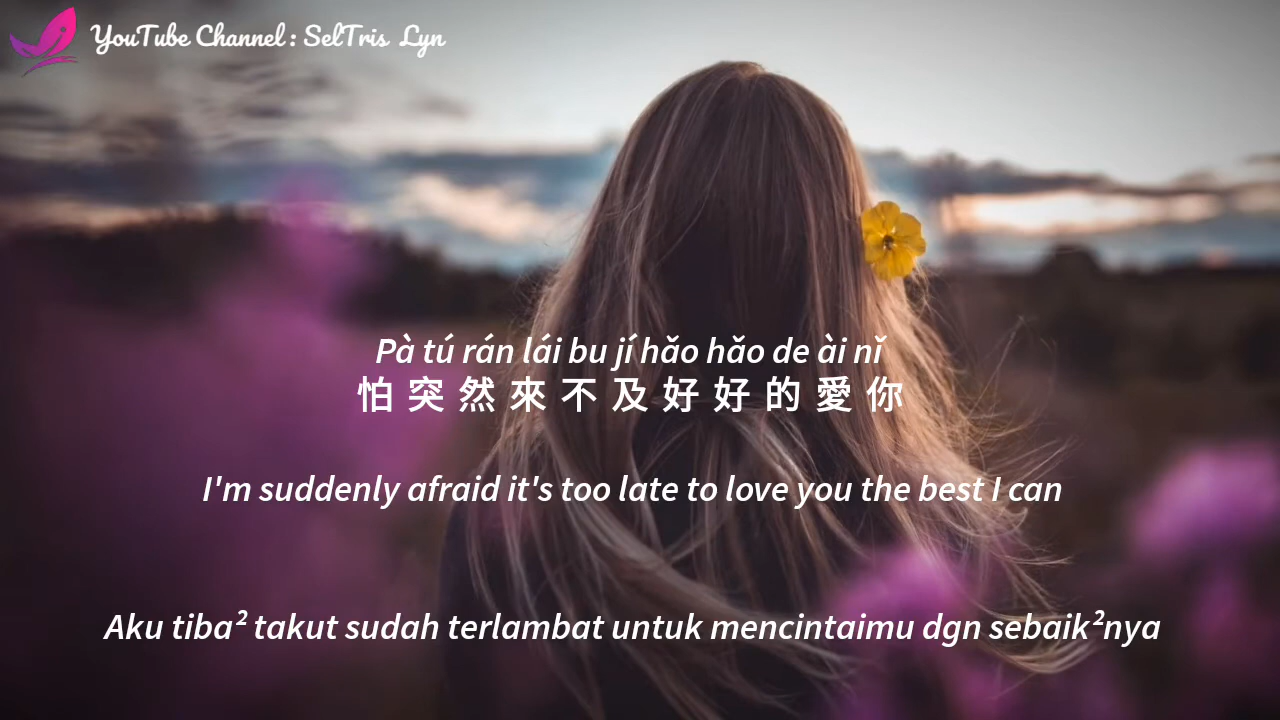 YouTube Channel : SelTris Lyn
Pà tú rán lái bu jí hǎo hǎo de ài nǐ
怕突然來不及好好的愛你
I'm suddenly afraid it's too late to love you the best I can
Aku tiba² takut sudah terlambat untuk mencintaimu dgn sebaik²nya